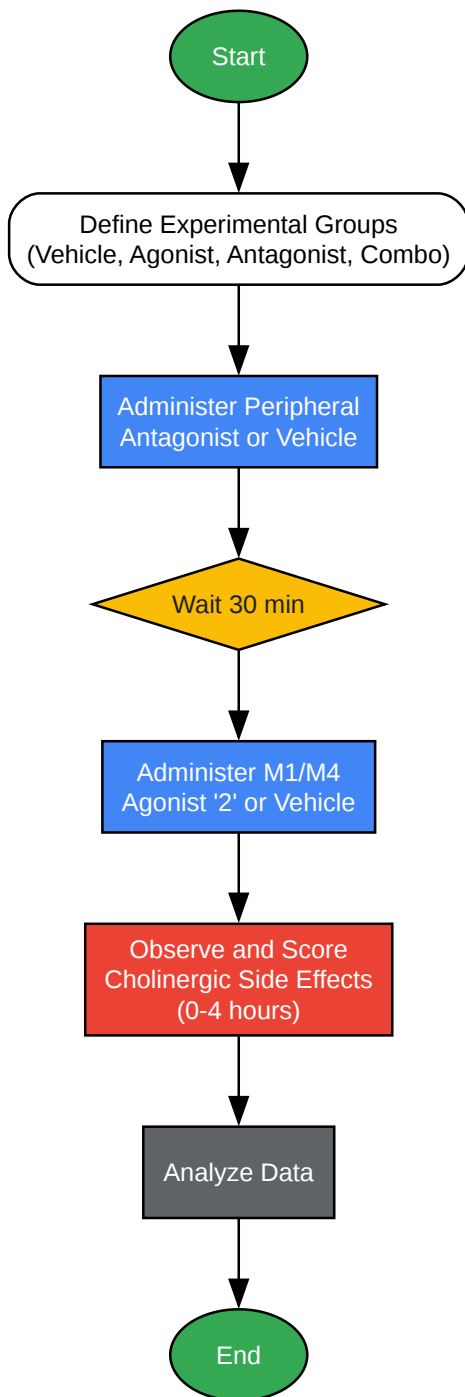 Start
Define Experimental Groups
(Vehicle, Agonist, Antagonist, Combo)
Administer Peripheral
Antagonist or Vehicle
Wait 30 min
Administer M1/M4
Agonist '2' or Vehicle
Observe and Score
Cholinergic Side Effects
(0-4 hours)
Analyze Data
End